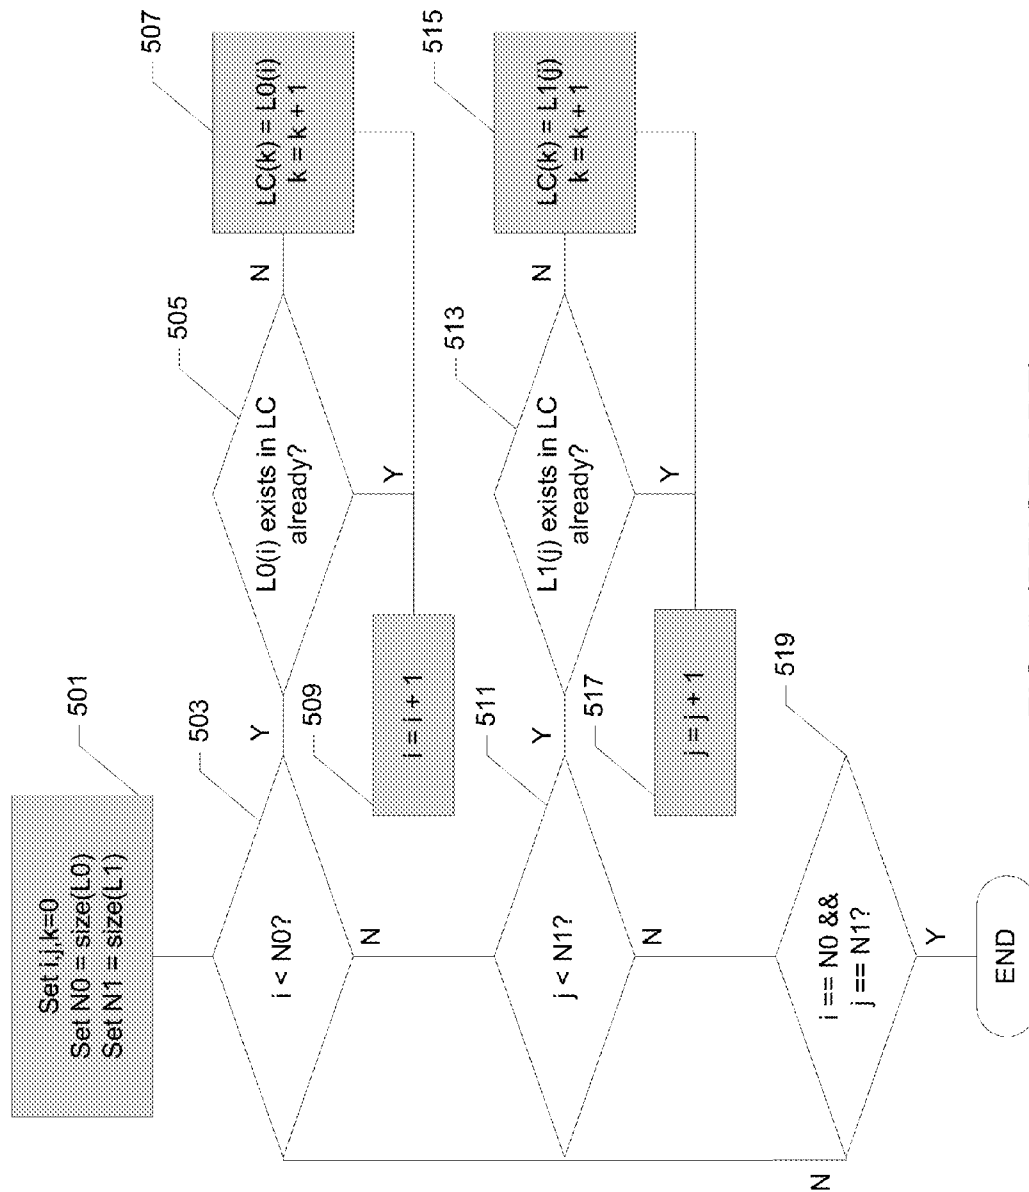 501
Set i,j,k=0
Set N0 = size(L0)
Set N1 = size(L1)
503
i < N0?
Y
N
505
L0(i) exists in LC
already?
N
Y
507
LC(k) = L0(i)
k = k + 1
509
i = i + 1
511
j < N1?
Y
N
513
L1(j) exists in LC
already?
N
Y
515
LC(k) = L1(j)
k = k + 1
517
j = j + 1
519
i == N0 &&
j == N1?
N
Y
END